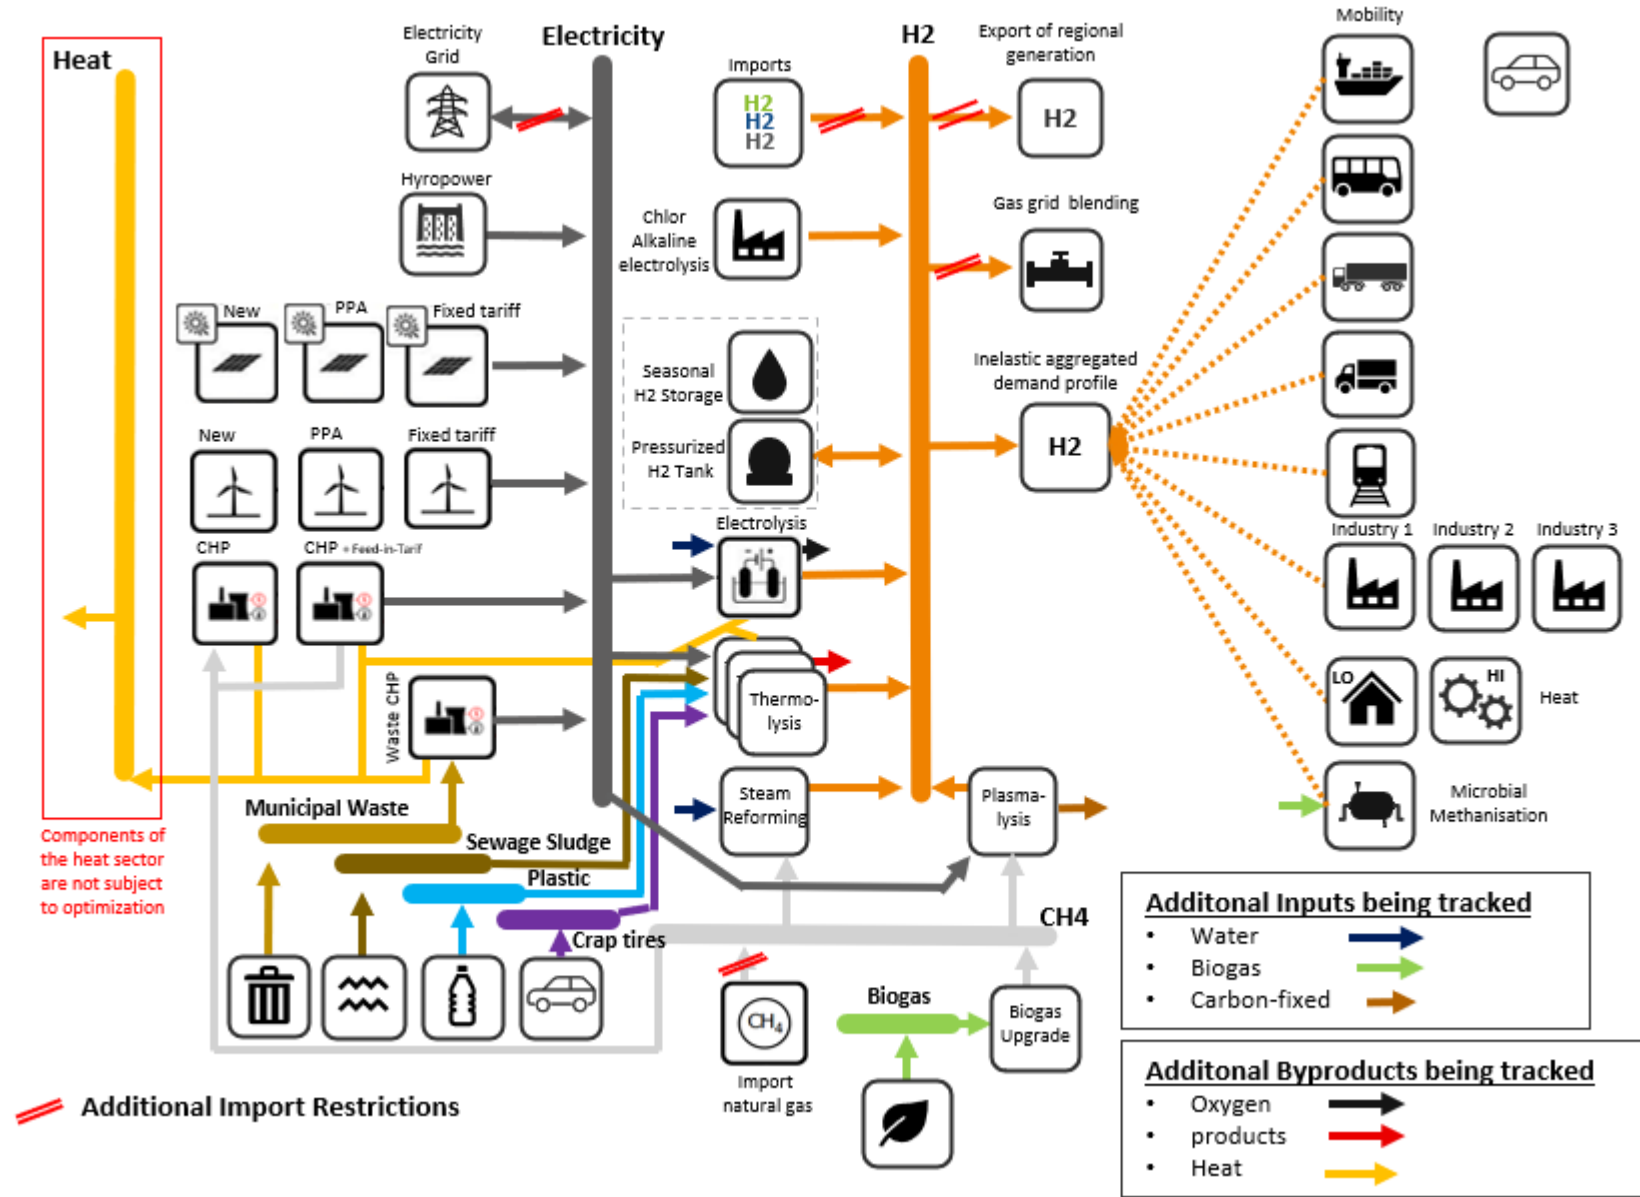 Heat
Electricity
Grid
Electricity
H2
Export of regional
generation
Mobility
Imports
H2
H2
H2
H2
Hyropower
Chlor
Alkaline
electrolysis
Gas grid blending
New
PPA
Fixed tariff
Seasonal
H2 Storage
Pressurized
H2 Tank
Inelastic aggregated
demand profile
H2
New
PPA
Fixed tariff
Electrolysis
CHP
CHP + Feed-in-Tarif
Industry 1
Industry 2
Industry 3
Waste CHP
Thermo-
lysis
LO
HI
Heat
Steam
Reforming
Plasma-
lysis
Microbial
Methanisation
Municipal Waste
Sewage Sludge
Plastic
Crap tires
CH4
Components of
the heat sector
are not subject
to optimization
CH4
Import
natural gas
Biogas
Biogas
Upgrade
Additonal Inputs being tracked
• Water
• Biogas
• Carbon-fixed
Additonal Byproducts being tracked
• Oxygen
• products
• Heat
Additional Import Restrictions